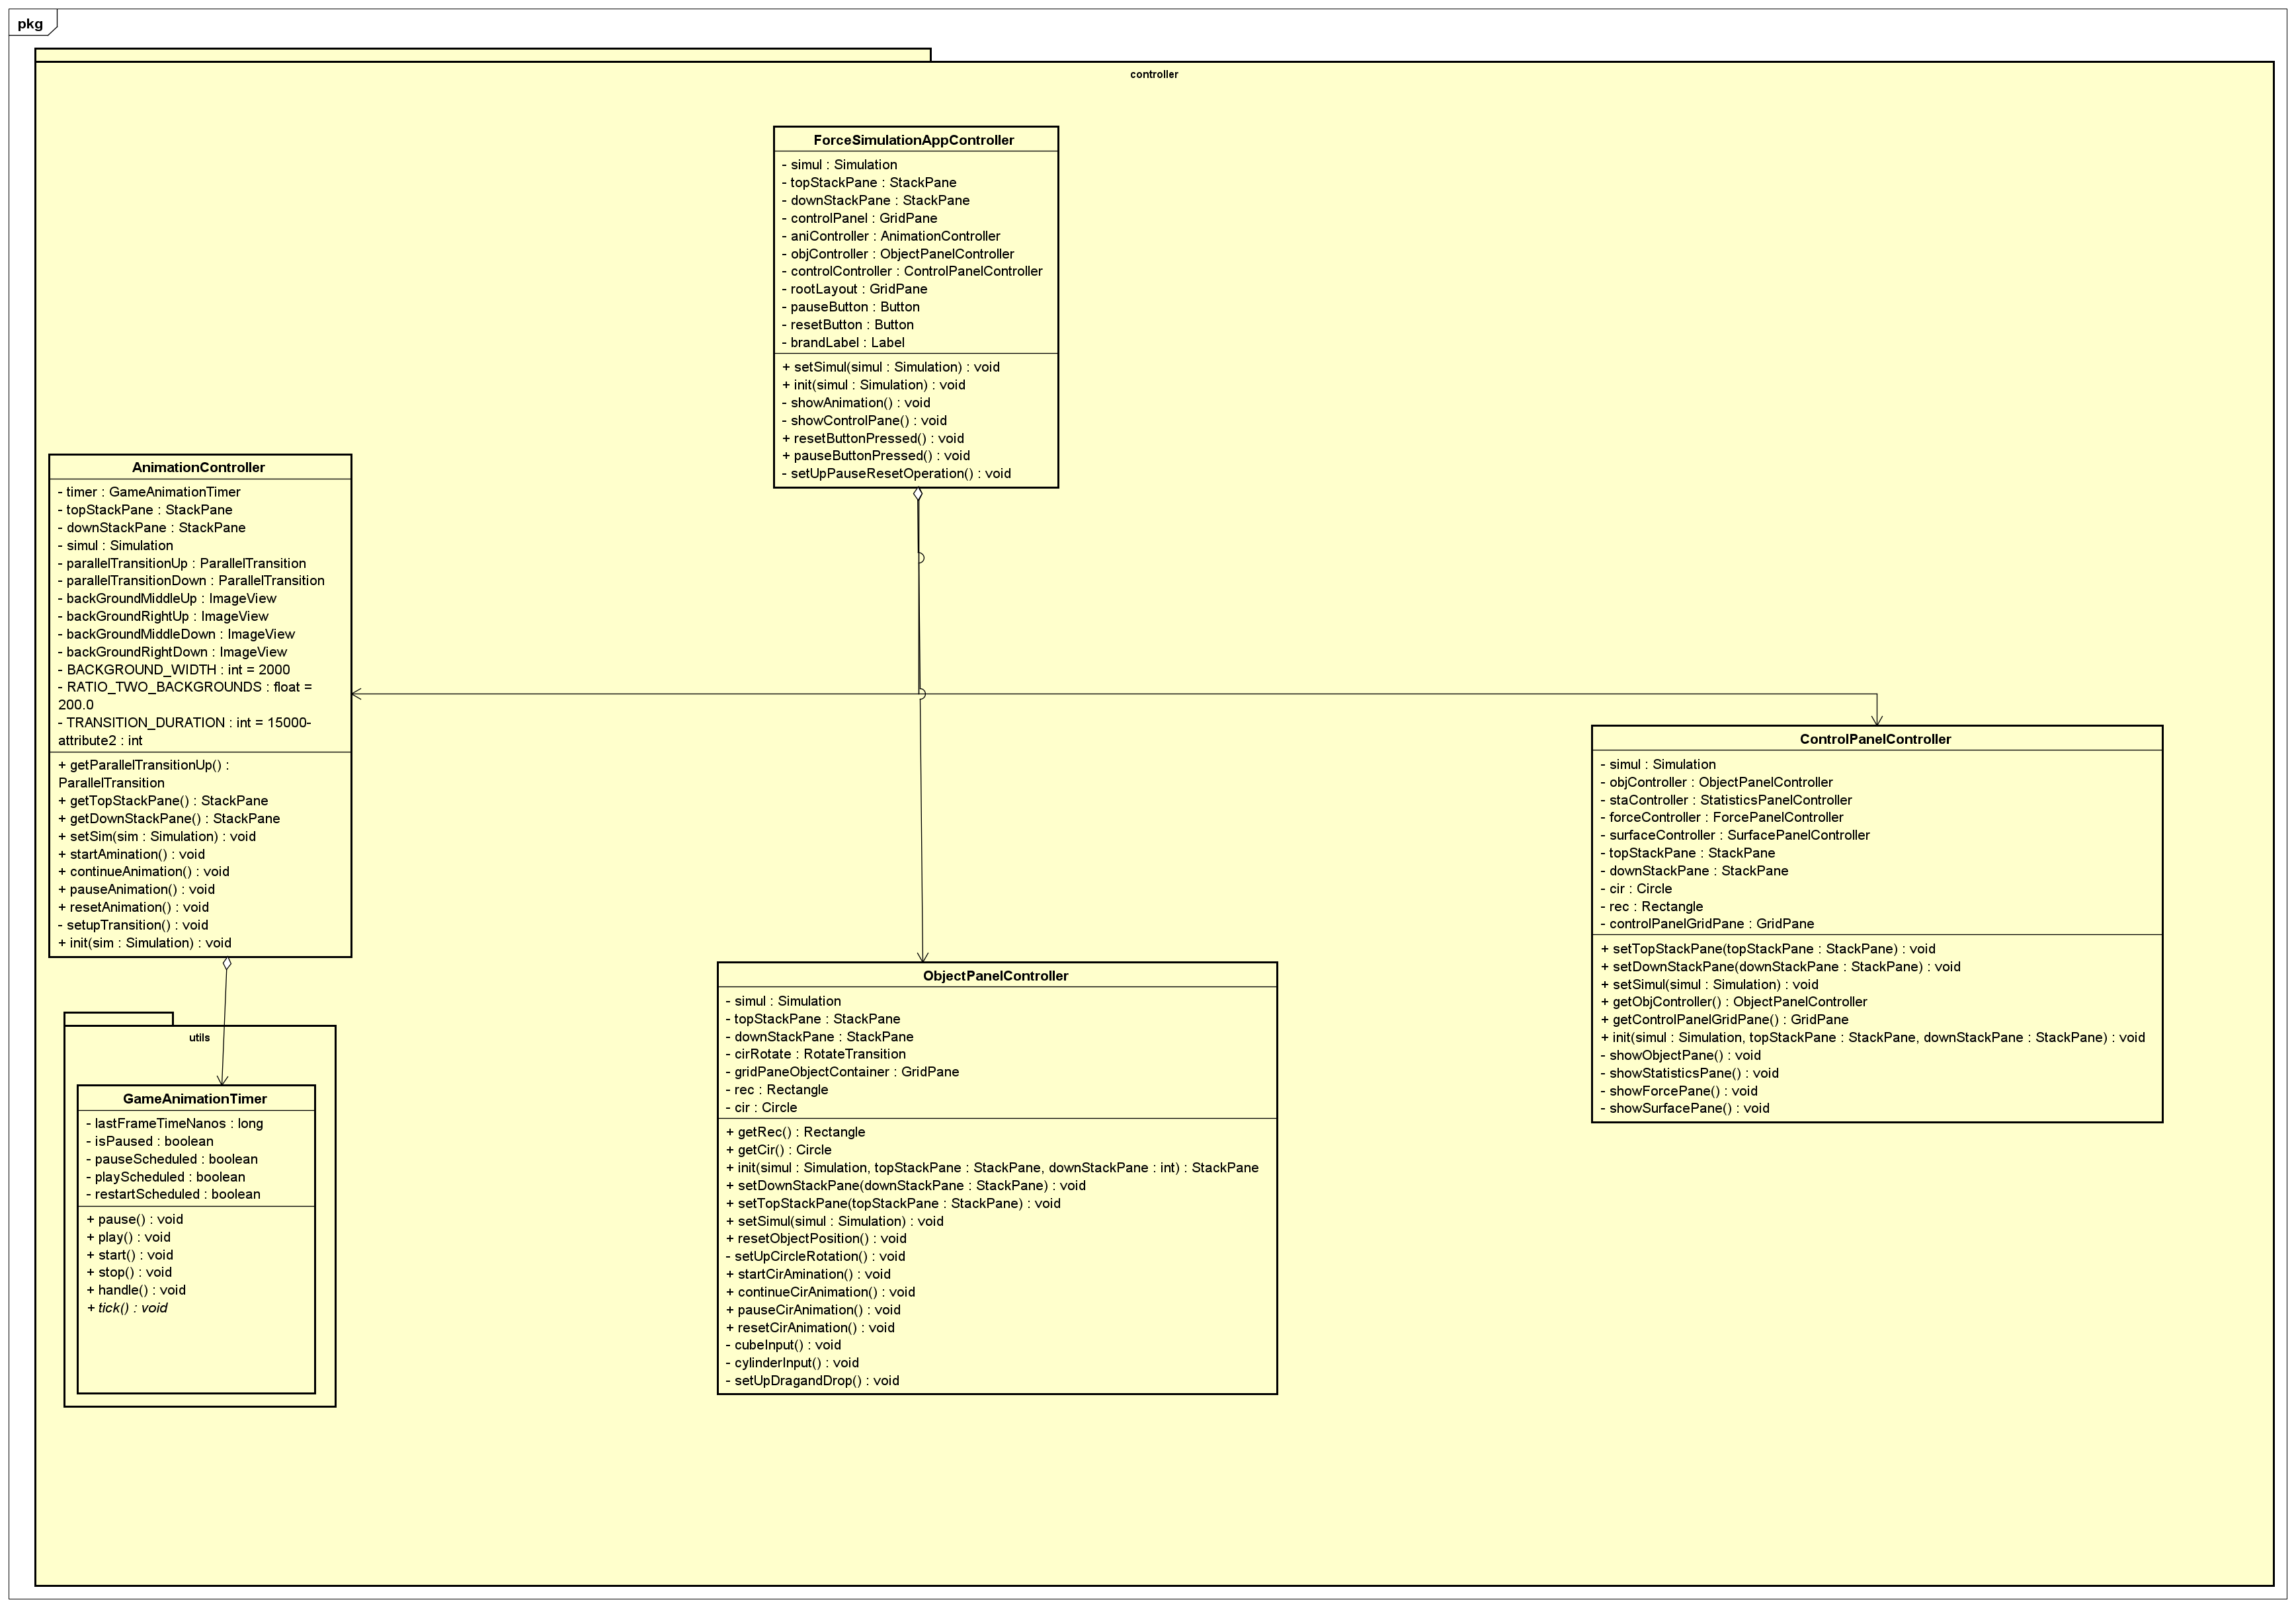 pkg
controller
ForceSimulationAppController
- simul : Simulation
- topStackPane : StackPane
- downStackPane : StackPane
- controlPanel : GridPane
- aniController : AnimationController
- objController : ObjectPanelController
- controlController : ControlPanelController
- rootLayout : GridPane
- pauseButton : Button
- resetButton : Button
- brandLabel : Label
+ setSimul(simul : Simulation) : void
+ init(simul : Simulation) : void
- showAnimation() : void
- showControlPane() : void
+ resetButtonPressed() : void
+ pauseButtonPressed() : void
- setUpPauseResetOperation() : void
AnimationController
- timer : GameAnimationTimer
- topStackPane : StackPane
- downStackPane : StackPane
- simul : Simulation
- parallelTransitionUp : ParallelTransition
- parallelTransitionDown : ParallelTransition
- backGroundMiddleUp : ImageView
- backGroundRightUp : ImageView
- backGroundMiddleDown : ImageView
- backGroundRightDown : ImageView
- BACKGROUND_WIDTH : int = 2000
- RATIO_TWO_BACKGROUNDS : float =
200.0
- TRANSITION_DURATION : int = 15000-
attribute2 : int
+ getParallelTransitionUp() :
ParallelTransition
+ getTopStackPane() : StackPane
+ getDownStackPane() : StackPane
+ setSim(sim : Simulation) : void
+ startAmination() : void
+ continueAnimation() : void
+ pauseAnimation() : void
+ resetAnimation() : void
- setupTransition() : void
+ init(sim : Simulation) : void
ControlPanelController
- simul : Simulation
- objController : ObjectPanelController
- staController : StatisticsPanelController
- forceController : ForcePanelController
- surfaceController : SurfacePanelController
- topStackPane : StackPane
- downStackPane : StackPane
- cir : Circle
- rec : Rectangle
- controlPanelGridPane : GridPane
+ setTopStackPane(topStackPane : StackPane) : void
+ setDownStackPane(downStackPane : StackPane) : void
+ setSimul(simul : Simulation) : void
+ getObjController() : ObjectPanelController
+ getControlPanelGridPane() : GridPane
+ init(simul : Simulation, topStackPane : StackPane, downStackPane : StackPane) : void
- showObjectPane() : void
- showStatisticsPane() : void
- showForcePane() : void
- showSurfacePane() : void
ObjectPanelController
- simul : Simulation
- topStackPane : StackPane
- downStackPane : StackPane
- cirRotate : RotateTransition
- gridPaneObjectContainer : GridPane
- rec : Rectangle
- cir : Circle
+ getRec() : Rectangle
+ getCir() : Circle
+ init(simul : Simulation, topStackPane : StackPane, downStackPane : int) : StackPane
+ setDownStackPane(downStackPane : StackPane) : void
+ setTopStackPane(topStackPane : StackPane) : void
+ setSimul(simul : Simulation) : void
+ resetObjectPosition() : void
- setUpCircleRotation() : void
+ startCirAmination() : void
+ continueCirAnimation() : void
+ pauseCirAnimation() : void
+ resetCirAnimation() : void
- cubeInput() : void
- cylinderInput() : void
- setUpDragandDrop() : void
utils
GameAnimationTimer
- lastFrameTimeNanos : long
- isPaused : boolean
- pauseScheduled : boolean
- playScheduled : boolean
- restartScheduled : boolean
+ pause() : void
+ play() : void
+ start() : void
+ stop() : void
+ handle() : void
+ tick() : void